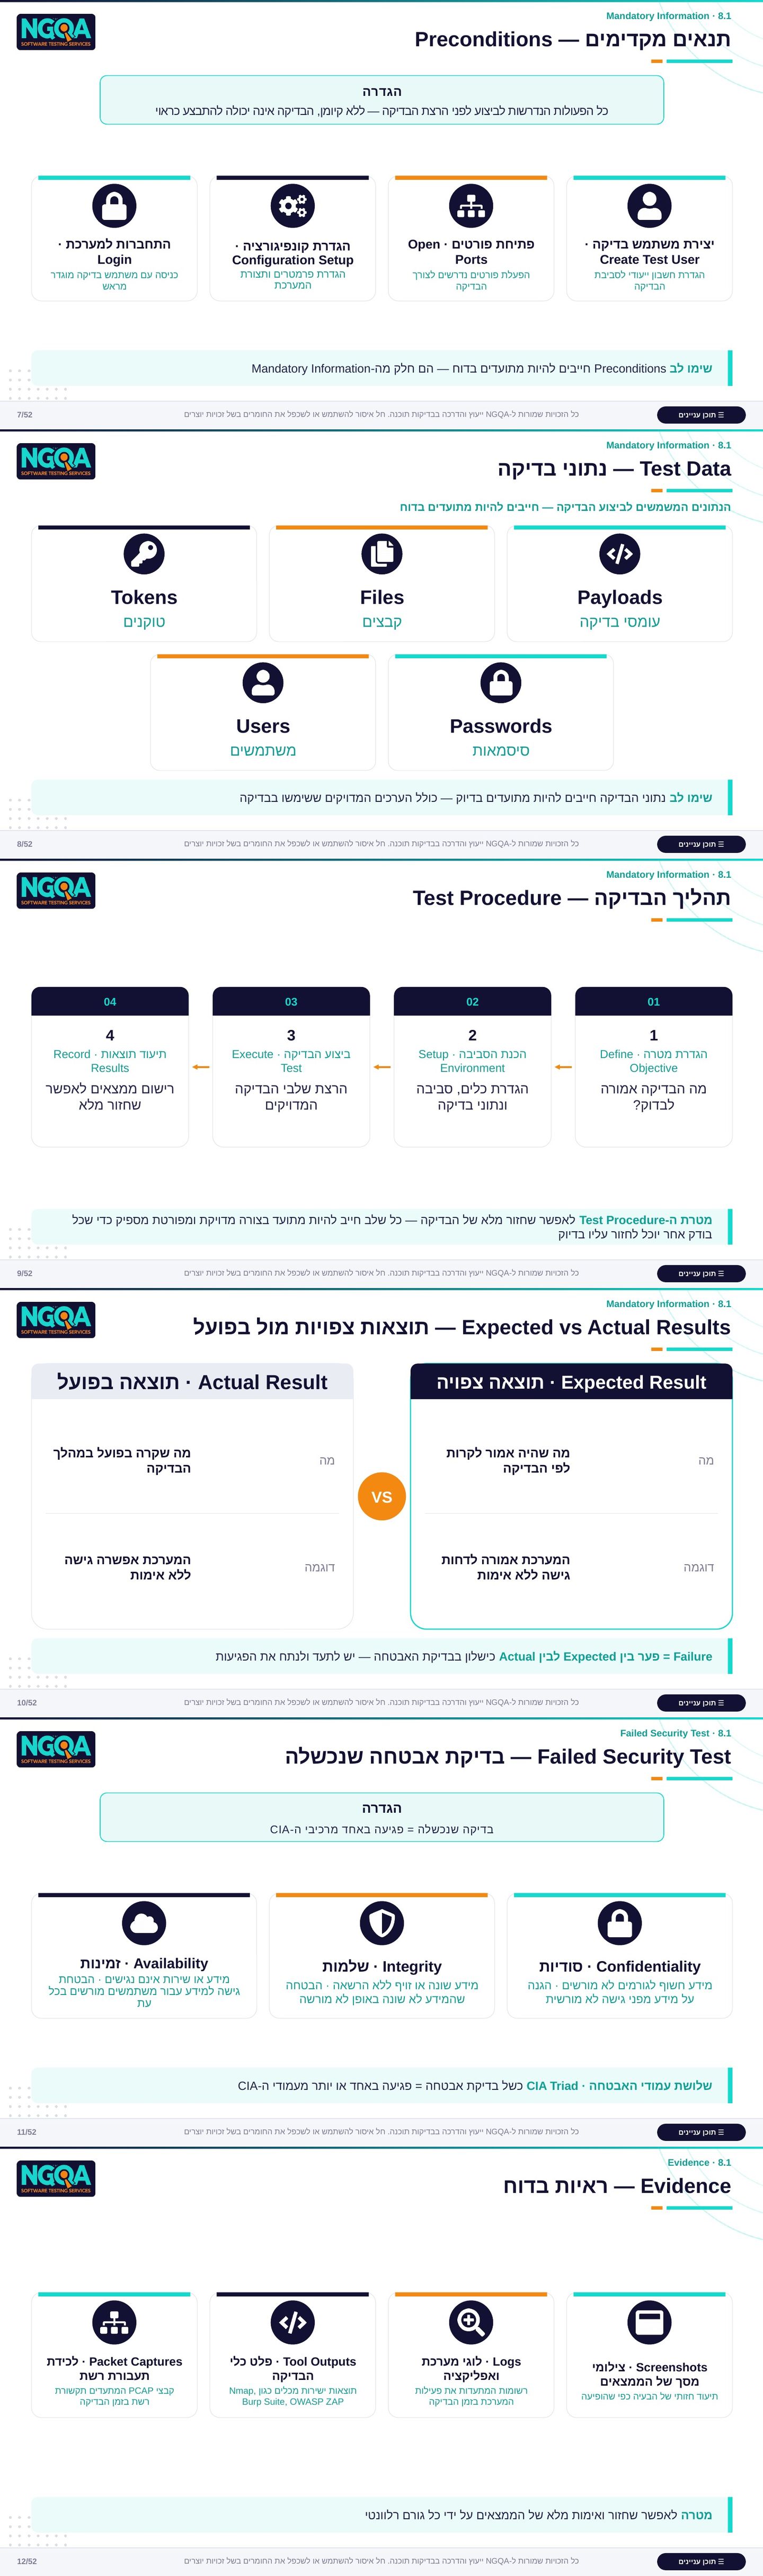 Mandatory Information · 8.1
NGQA
SOFTWARE TESTING SERVICES
תנאים מקדימים — Preconditions
הגדרה
כל הפעולות הנדרשות לביצוע לפני הרצת הבדיקה — ללא קיומן, הבדיקה אינה יכולה להתבצע כראוי
יצירת משתמש בדיקה ·
Create Test User
הגדרת חשבון ייעודי לסביבת
הבדיקה
פתיחת פורטים · Open
Ports
הפעלת פורטים נדרשים לצורך
הבדיקה
הגדרת קונפיגורציה ·
Configuration Setup
הגדרת פרמטרים ותצורת
המערכת
התחברות למערכת ·
Login
כניסה עם משתמש בדיקה מוגדר
מראש
שימו לב Preconditions חייבים להיות מתועדים בדוח — הם חלק מה-Mandatory Information
☰ תוכן עניינים
כל הזכויות שמורות ל-NGQA ייעוץ והדרכה בבדיקות תוכנה. חל איסור להשתמש או לשכפל את החומרים בשל זכויות יוצרים
7/52
Mandatory Information · 8.1
NGQA
SOFTWARE TESTING SERVICES
Test Data — נתוני בדיקה
הנתונים המשמשים לביצוע הבדיקה — חייבים להיות מתועדים בדוח
Payloads
עומסי בדיקה
Files
קבצים
Tokens
טוקנים
Passwords
סיסמאות
Users
משתמשים
שימו לב נתוני הבדיקה חייבים להיות מתועדים בדיוק — כולל הערכים המדויקים ששימשו בבדיקה
☰ תוכן עניינים
כל הזכויות שמורות ל-NGQA ייעוץ והדרכה בבדיקות תוכנה. חל איסור להשתמש או לשכפל את החומרים בשל זכויות יוצרים
8/52
Mandatory Information · 8.1
NGQA
SOFTWARE TESTING SERVICES
תהליך הבדיקה — Test Procedure
01
1
הגדרת מטרה · Define
Objective
מה הבדיקה אמורה
לבדוק?
02
2
הכנת הסביבה · Setup
Environment
הגדרת כלים, סביבה
ונתוני בדיקה
03
3
ביצוע הבדיקה · Execute
Test
הרצת שלבי הבדיקה
המדויקים
04
4
תיעוד תוצאות · Record
Results
רישום ממצאים לאפשר
שחזור מלא
מטרת ה-Test Procedure לאפשר שחזור מלא של הבדיקה — כל שלב חייב להיות מתועד בצורה מדויקת ומפורטת מספיק כדי שכל
בודק אחר יוכל לחזור עליו בדיוק
☰ תוכן עניינים
כל הזכויות שמורות ל-NGQA ייעוץ והדרכה בבדיקות תוכנה. חל איסור להשתמש או לשכפל את החומרים בשל זכויות יוצרים
9/52
Mandatory Information · 8.1
NGQA
SOFTWARE TESTING SERVICES
Expected vs Actual Results — תוצאות צפויות מול בפועל
Expected Result · תוצאה צפויה
מה
מה שהיה אמור לקרות
לפי הבדיקה
דוגמה
המערכת אמורה לדחות
גישה ללא אימות
VS
Actual Result · תוצאה בפועל
מה
מה שקרה בפועל במהלך
הבדיקה
דוגמה
המערכת אפשרה גישה
ללא אימות
Failure = פער בין Expected לבין Actual כישלון בבדיקת האבטחה — יש לתעד ולנתח את הפגיעות
☰ תוכן עניינים
כל הזכויות שמורות ל-NGQA ייעוץ והדרכה בבדיקות תוכנה. חל איסור להשתמש או לשכפל את החומרים בשל זכויות יוצרים
10/52
Failed Security Test · 8.1
NGQA
SOFTWARE TESTING SERVICES
Failed Security Test — בדיקת אבטחה שנכשלה
הגדרה
בדיקה שנכשלה = פגיעה באחד מרכיבי ה-CIA
Confidentiality · סודיות
מידע חשוף לגורמים לא מורשים · הגנה
על מידע מפני גישה לא מורשית
Integrity · שלמות
מידע שונה או זויף ללא הרשאה · הבטחה
שהמידע לא שונה באופן לא מורשה
Availability · זמינות
מידע או שירות אינם נגישים · הבטחת
גישה למידע עבור משתמשים מורשים בכל
עת
שלושת עמודי האבטחה · CIA Triad כשל בדיקת אבטחה = פגיעה באחד או יותר מעמודי ה-CIA
☰ תוכן עניינים
כל הזכויות שמורות ל-NGQA ייעוץ והדרכה בבדיקות תוכנה. חל איסור להשתמש או לשכפל את החומרים בשל זכויות יוצרים
11/52
Evidence · 8.1
NGQA
SOFTWARE TESTING SERVICES
Evidence — ראיות בדוח
Screenshots · צילומי
מסך של הממצאים
תיעוד חזותי של הבעיה כפי שהופיעה
Logs · לוגי מערכת
ואפליקציה
רשומות המתעדות את פעילות
המערכת בזמן הבדיקה
Tool Outputs · פלט כלי
הבדיקה
תוצאות ישירות מכלים כגון Nmap,
Burp Suite, OWASP ZAP
Packet Captures · לכידת
תעבורת רשת
קבצי PCAP המתעדים תקשורת
רשת בזמן הבדיקה
מטרה לאפשר שחזור ואימות מלא של הממצאים על ידי כל גורם רלוונטי
☰ תוכן עניינים
כל הזכויות שמורות ל-NGQA ייעוץ והדרכה בבדיקות תוכנה. חל איסור להשתמש או לשכפל את החומרים בשל זכויות יוצרים
12/52